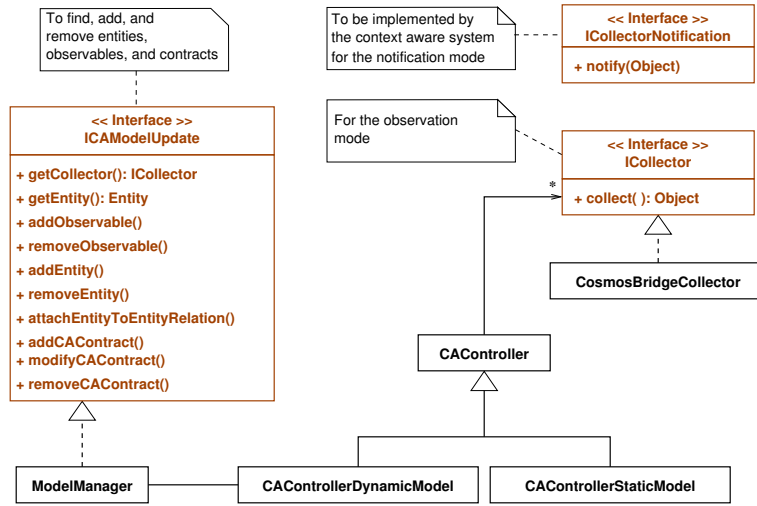 To find, add, and
remove entities,
observables, and contracts
To be implemented by
the context aware system
for the notification mode
<< Interface >>
ICollectorNotification
+ notify(Object)
<< Interface >>
ICAModelUpdate
+ getCollector(): ICollector
+ getEntity(): Entity
+ addObservable()
+ removeObservable()
+ addEntity()
+ removeEntity()
+ attachEntityToEntityRelation()
+ addCAContract()
+ modifyCAContract()
+ removeCAContract()
For the observation
mode
<< Interface >>
ICollector
+ collect( ): Object
*
CosmosBridgeCollector
CAController
ModelManager
CAControllerDynamicModel
CAControllerStaticModel